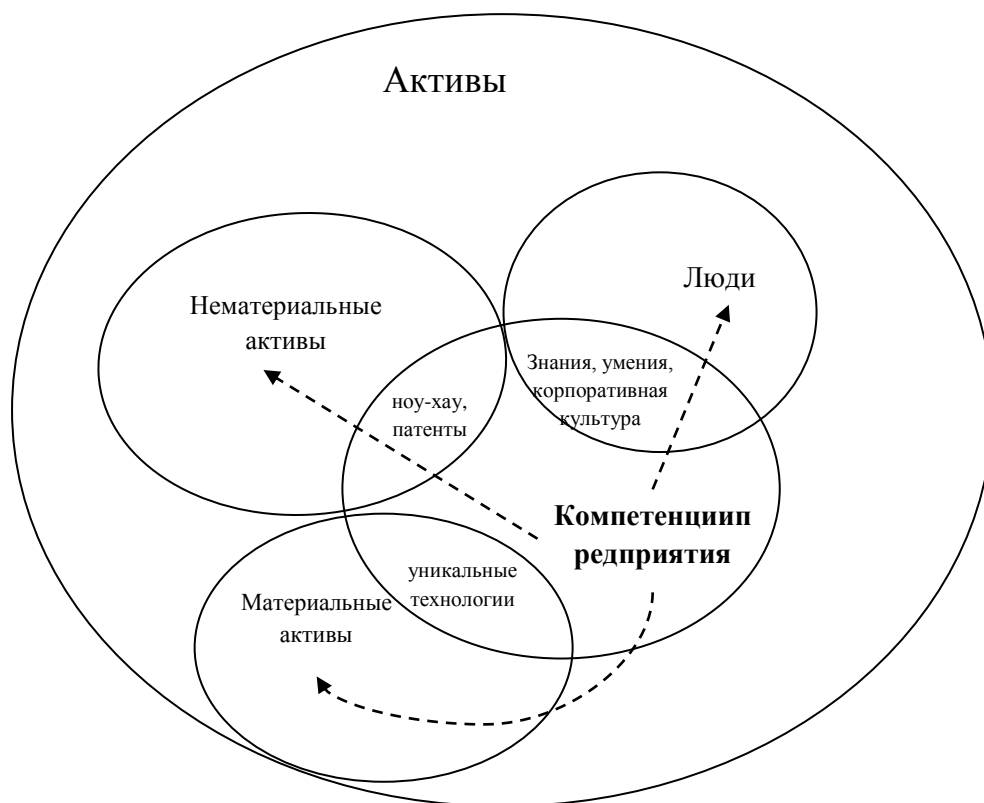 Активы
Люди
Нематериальные
активы
Знания, умения,
корпоративная
культура
ноу-хау,
патенты
Компетенциип
редприятия
уникальные
технологии
Материальные
активы